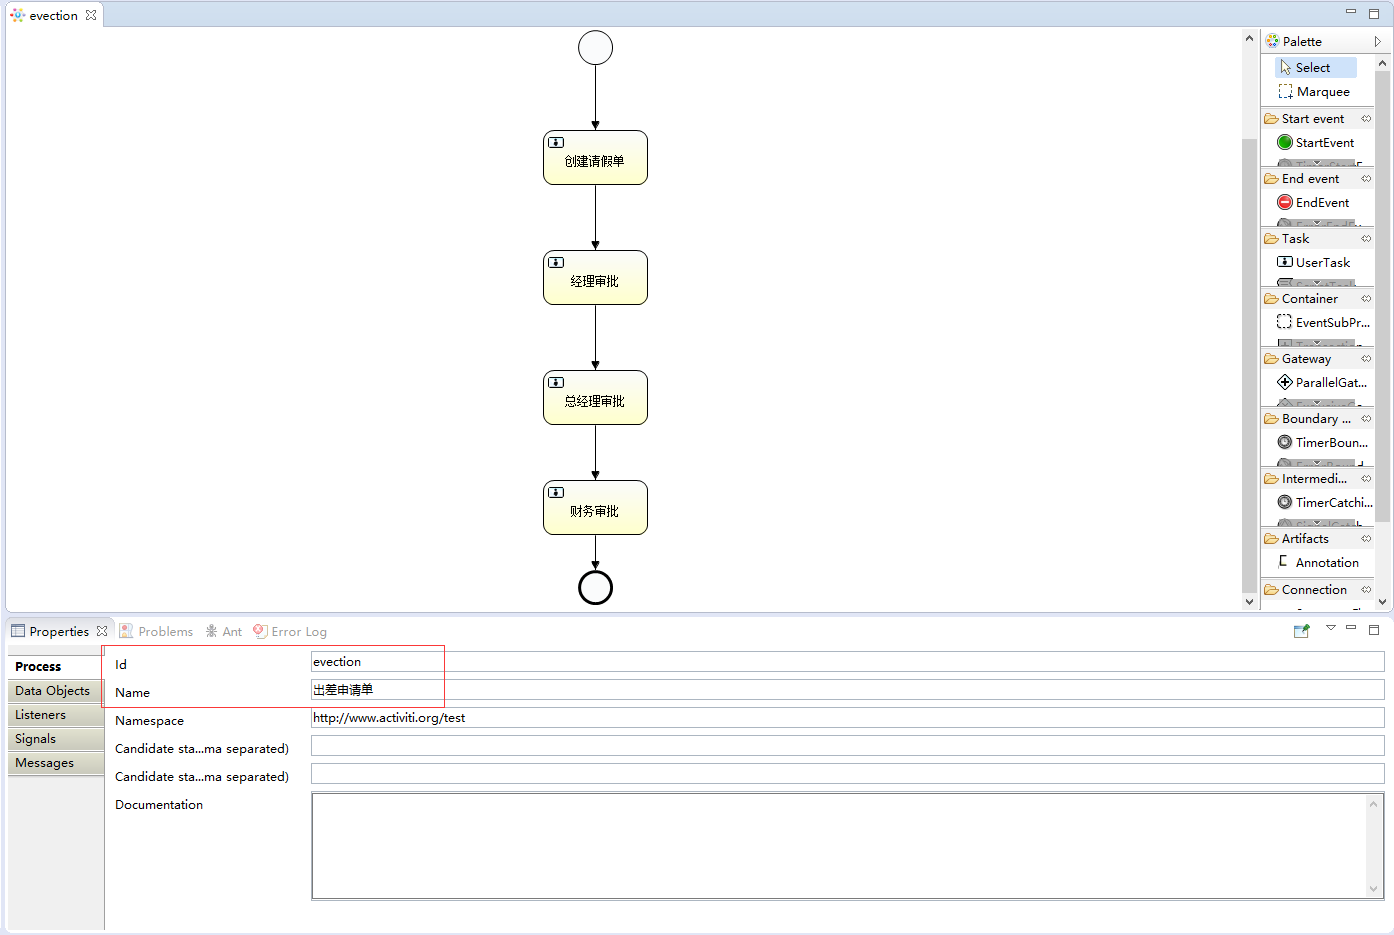 evection
创建请假单
经理审批
总经理审批
财务审批
Palette
Select
Marquee
Start event
StartEvent
End event
EndEvent
Task
UserTask
Container
EventSubPr...
Gateway
ParallelGat...
Boundary ...
TimerBoun...
Intermedi...
TimerCatchi...
Artifacts
Annotation
Connection
Properties
Problems
Ant
Error Log
Process
Data Objects
Listeners
Signals
Messages
Id
evection
Name
出差申请单
Namespace
http://www.activiti.org/test
Candidate sta...ma separated)
Candidate sta...ma separated)
Documentation